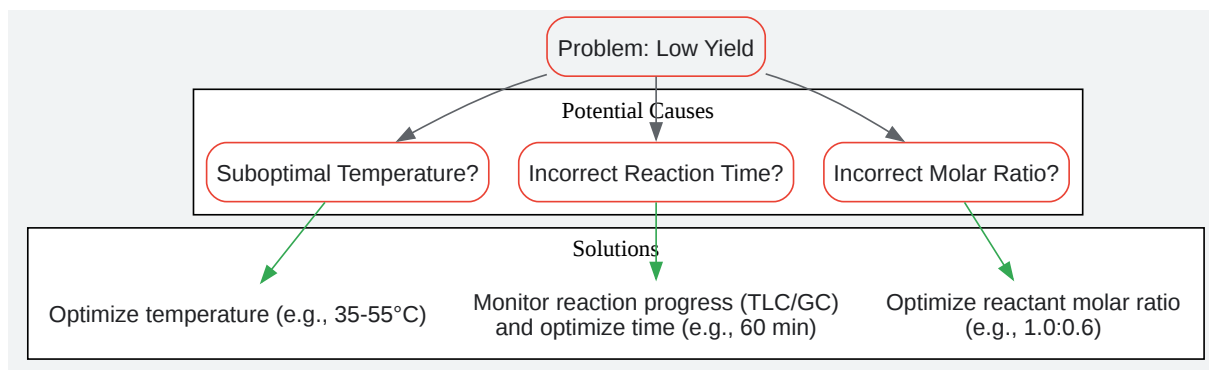 Problem: Low Yield
Potential Causes
Suboptimal Temperature?
Incorrect Reaction Time?
Incorrect Molar Ratio?
Solutions
Optimize temperature (e.g., 35-55°C)
Monitor reaction progress (TLC/GC)
and optimize time (e.g., 60 min)
Optimize reactant molar ratio
(e.g., 1.0:0.6)